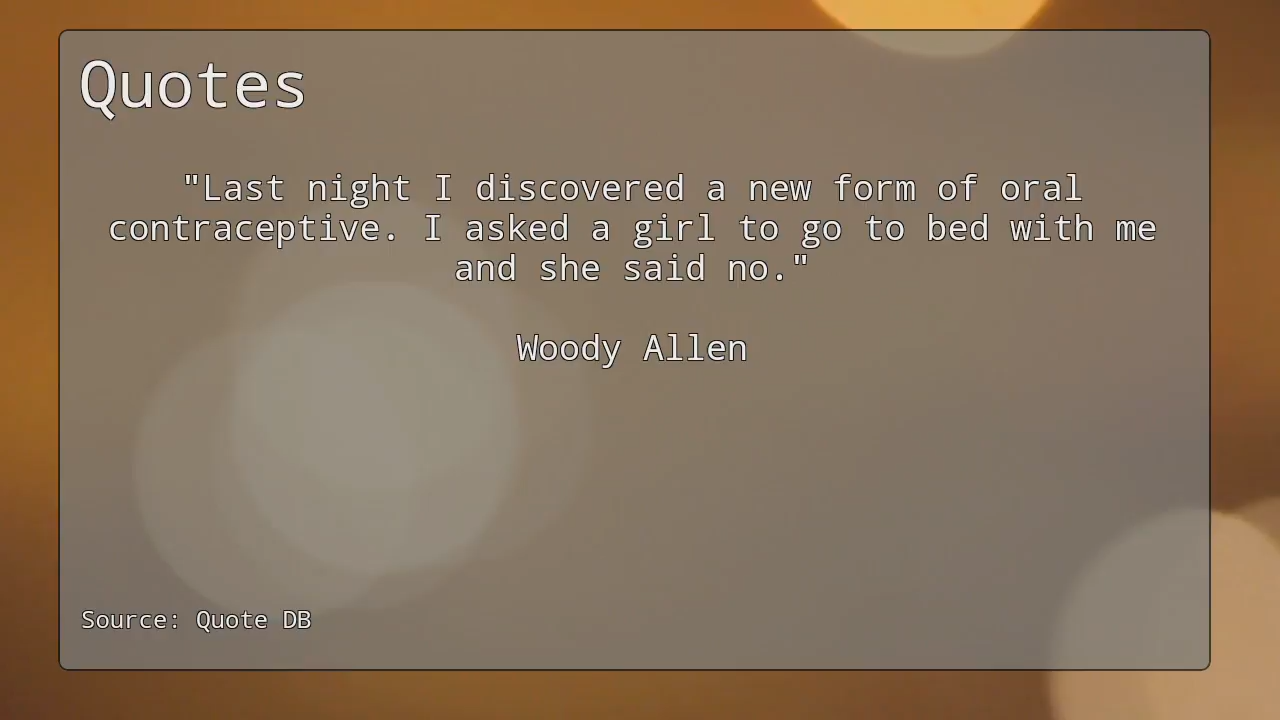 Quotes
"Last night I discovered a new form of oral
contraceptive. I asked a girl to go to bed with me
and she said no."
Woody Allen
Source: Quote DB